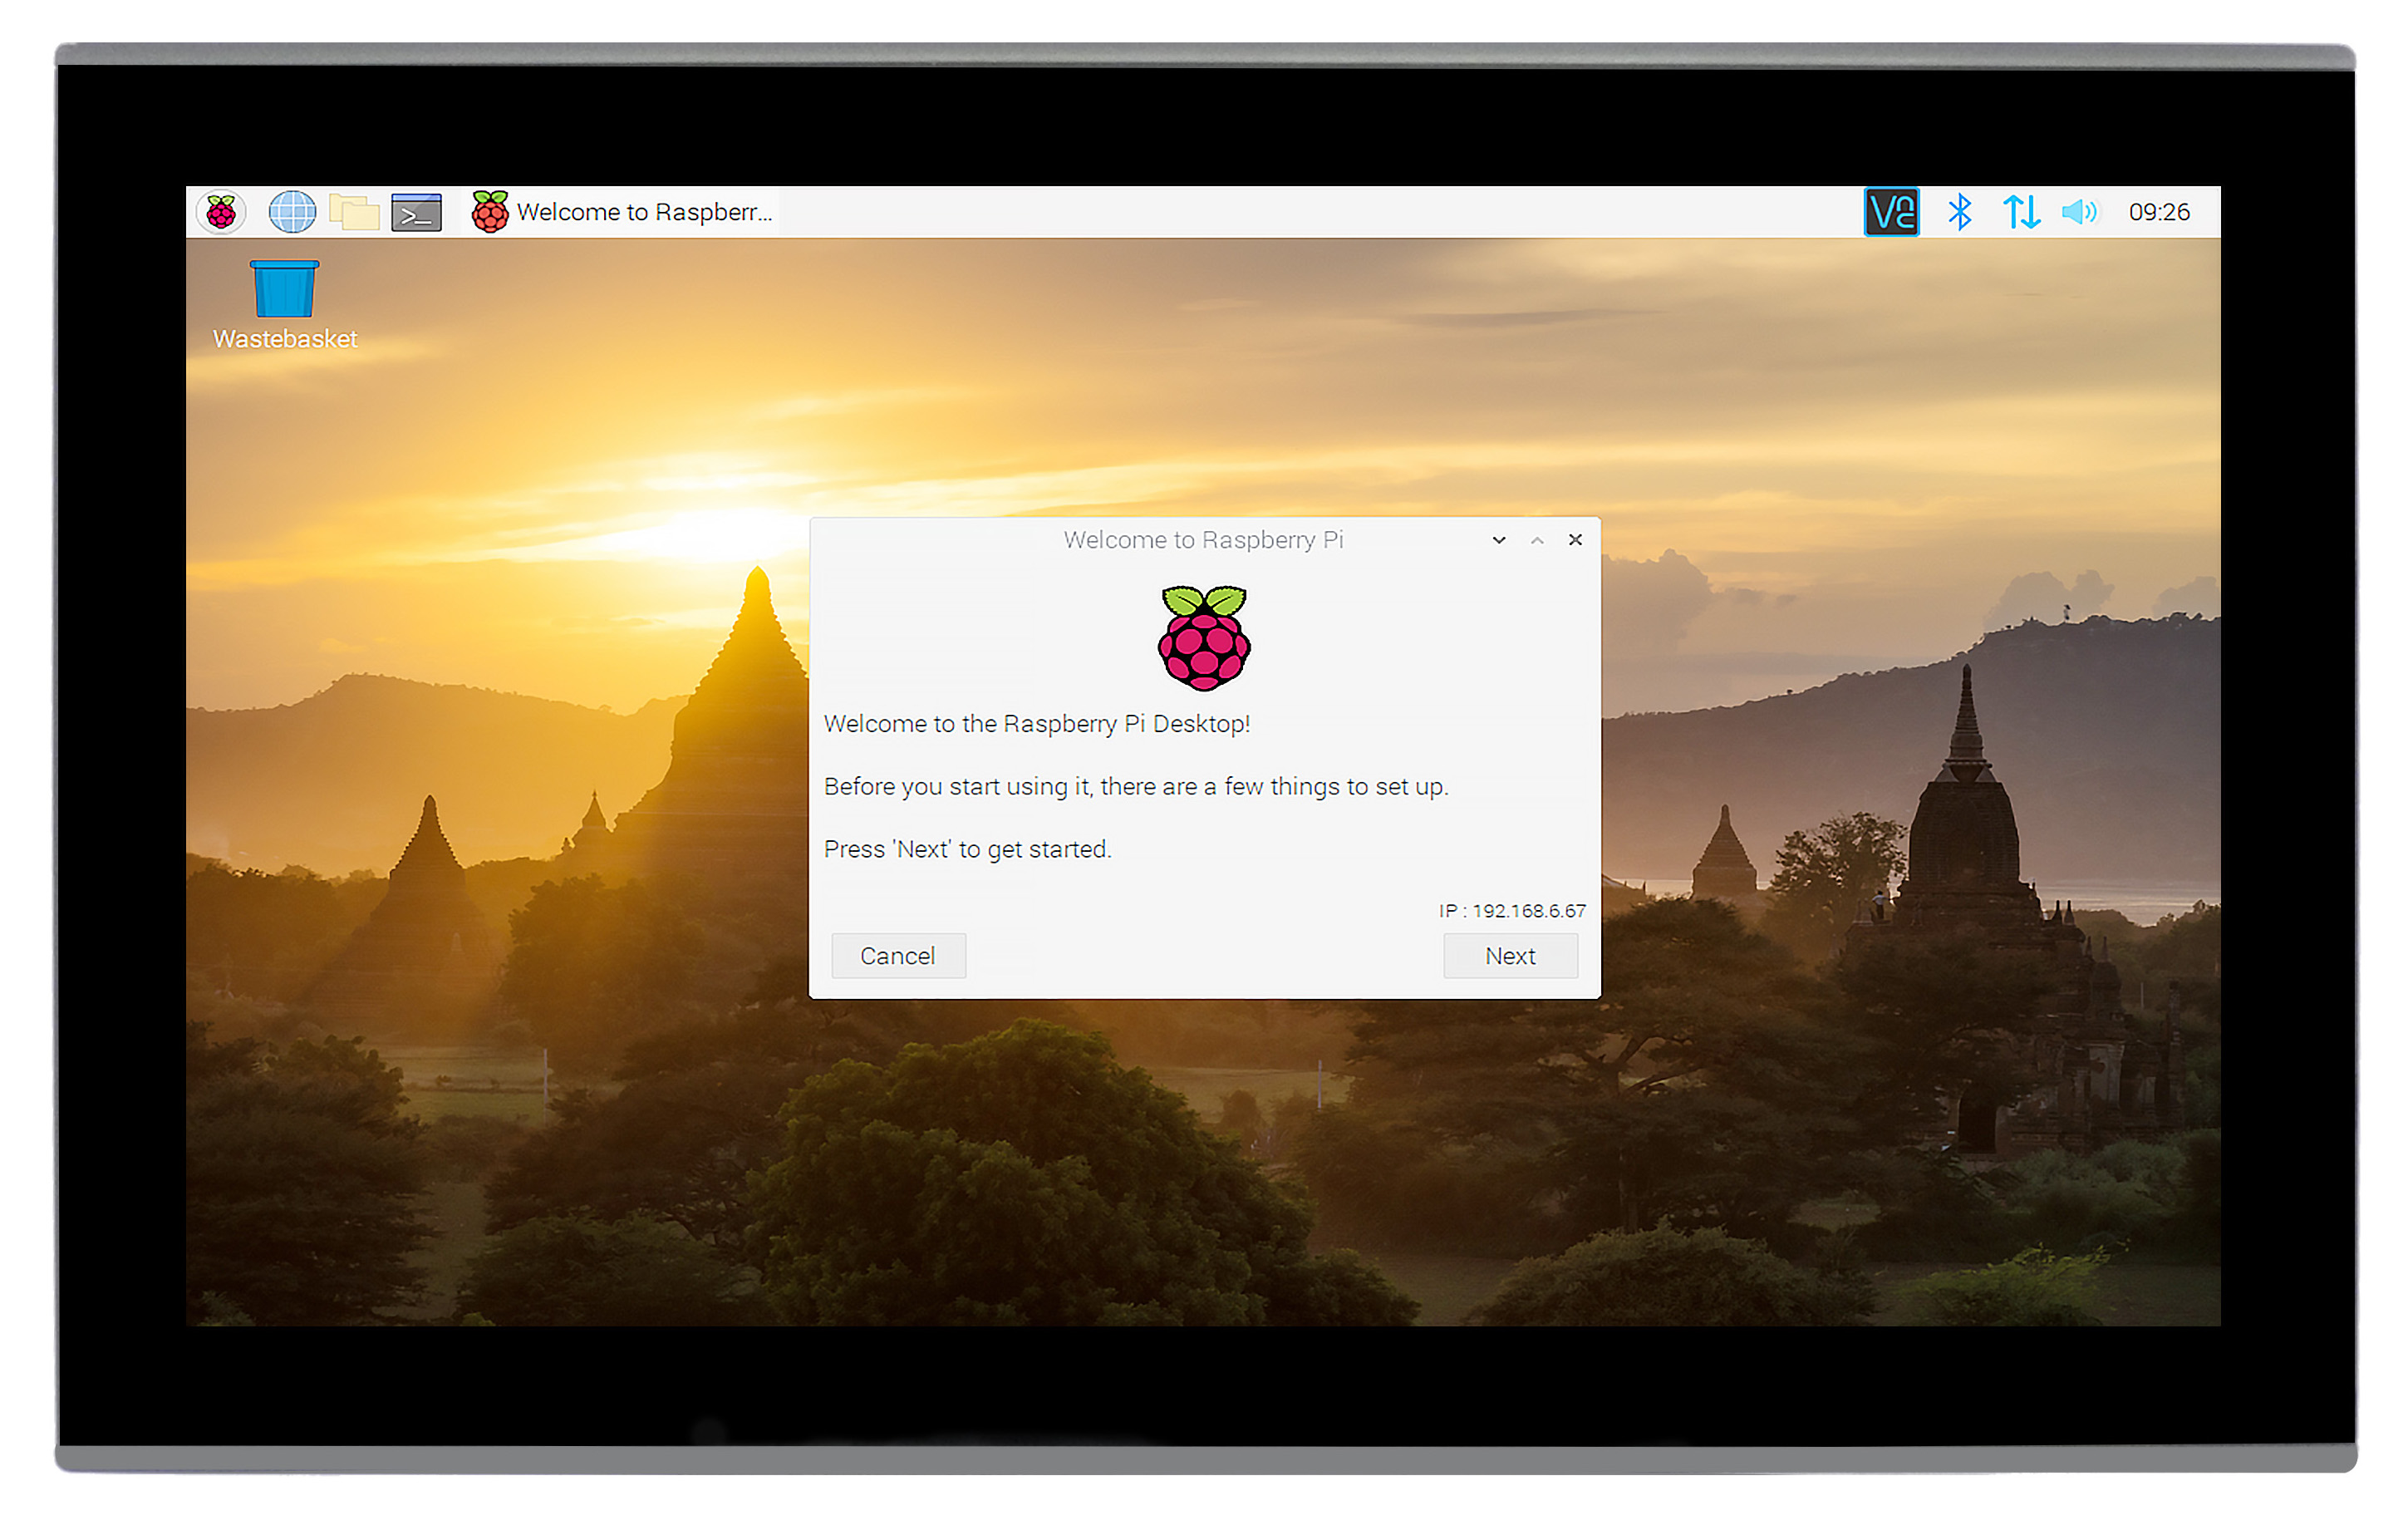 Welcome to Raspberr...
VNC
09:26
Wastebasket
Welcome to Raspberry Pi
Welcome to the Raspberry Pi Desktop!
Before you start using it, there are a few things to set up.
Press 'Next' to get started.
IP : 192.168.6.67
Cancel
Next